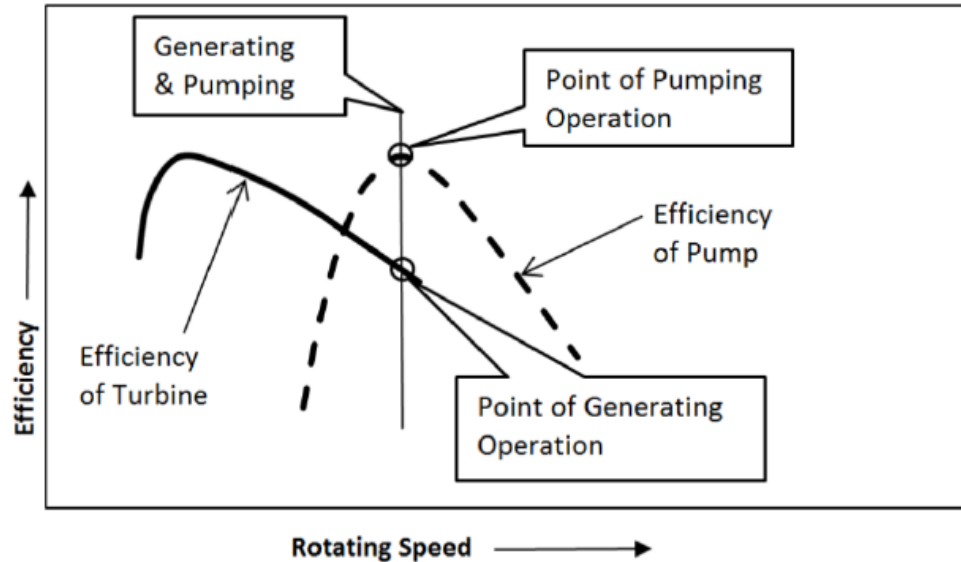 Generating
& Pumping
Point of Pumping
Operation
Efficiency
of Pump
Efficiency
of Turbine
Point of Generating
Operation
Efficiency
Rotating Speed